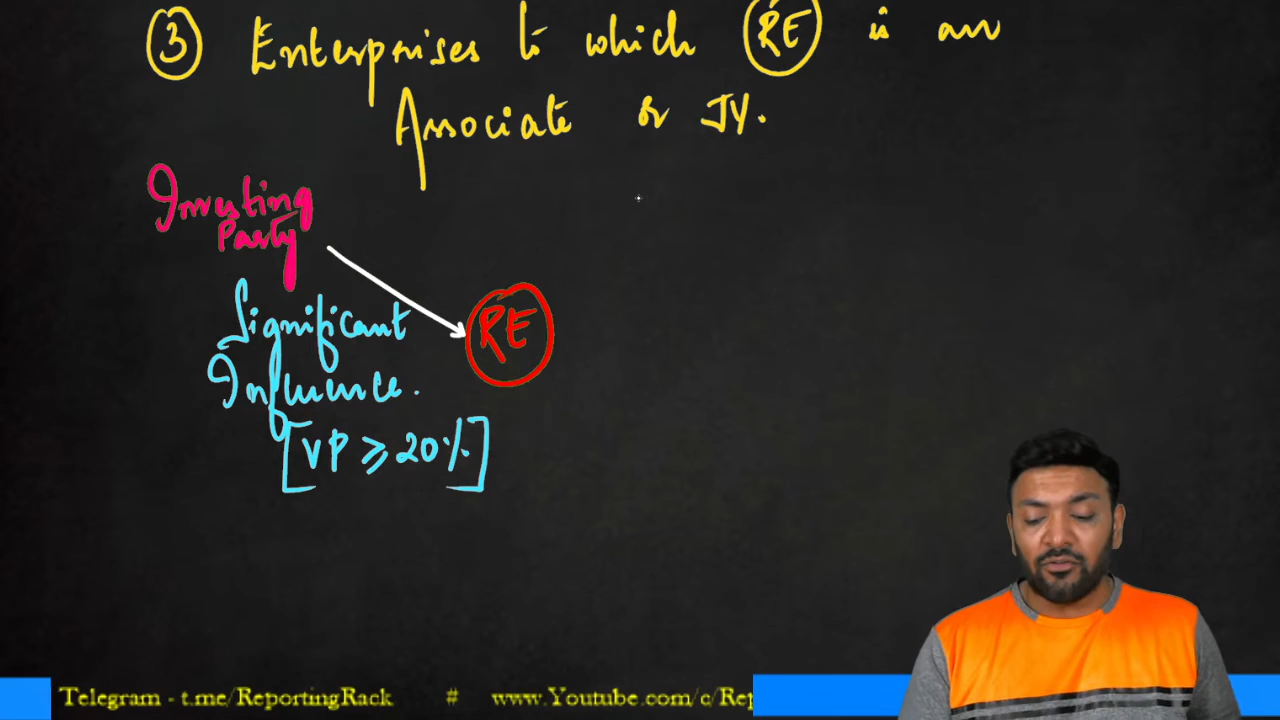 ③ Enterprises to which RE is an
Associate or JV.
Investing
Party
Significant
Influence.
RE
[VP ≥ 20%]
Telegram - t.me/ReportingRack # www.Youtube.com/c/Rep